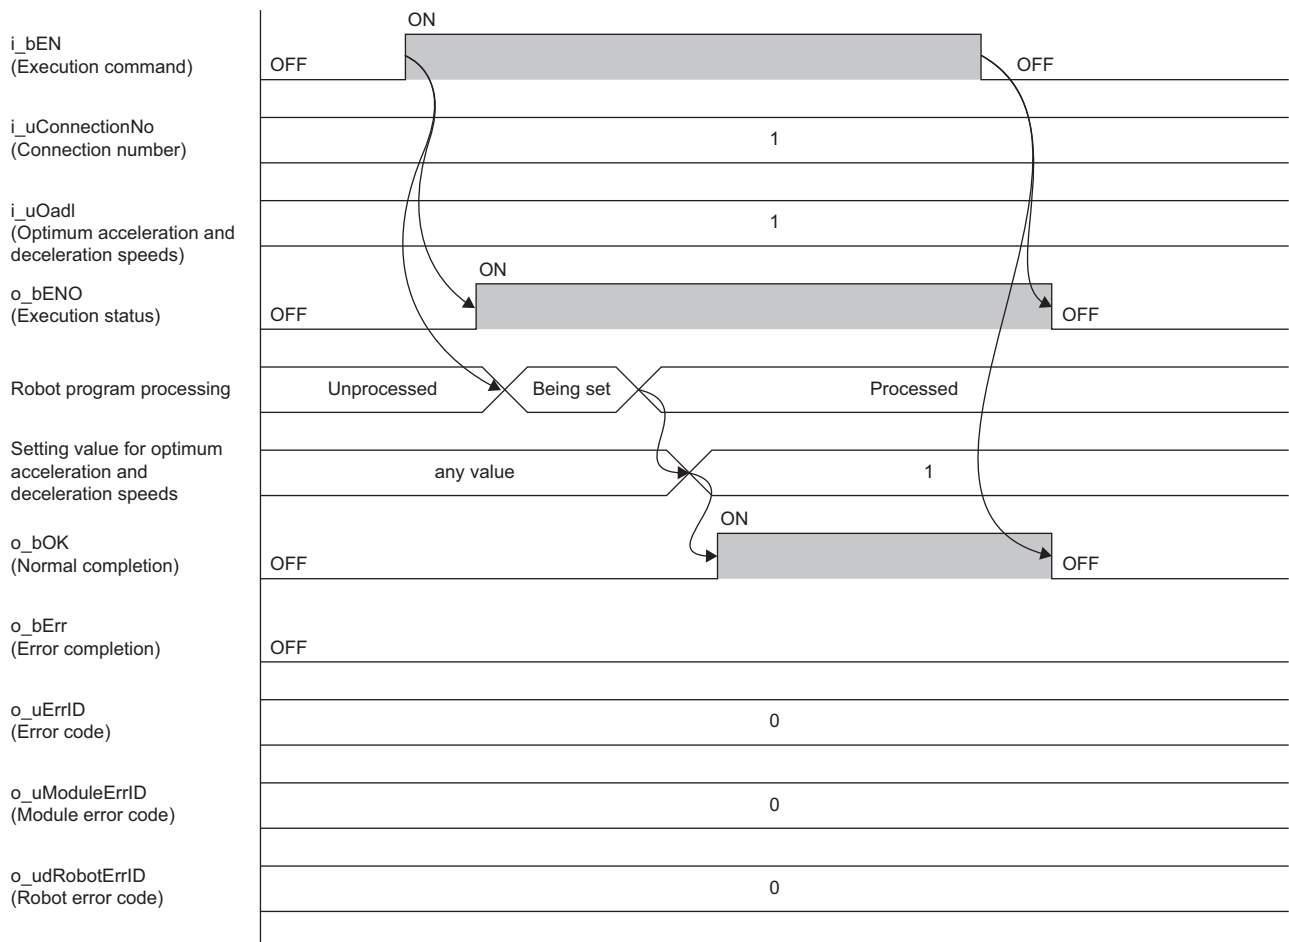 ON
i_bEN
(Execution command)
OFF
OFF
i_uConnectionNo
(Connection number)
1
i_uOadl
(Optimum acceleration and
deceleration speeds)
1
ON
o_bENO
(Execution status)
OFF
OFF
Robot program processing
Unprocessed
Being set
Processed
Setting value for optimum
acceleration and
deceleration speeds
any value
1
ON
o_bOK
(Normal completion)
OFF
OFF
o_bErr
(Error completion)
OFF
o_uErrID
(Error code)
0
o_uModuleErrID
(Module error code)
0
o_udRobotErrID
(Robot error code)
0